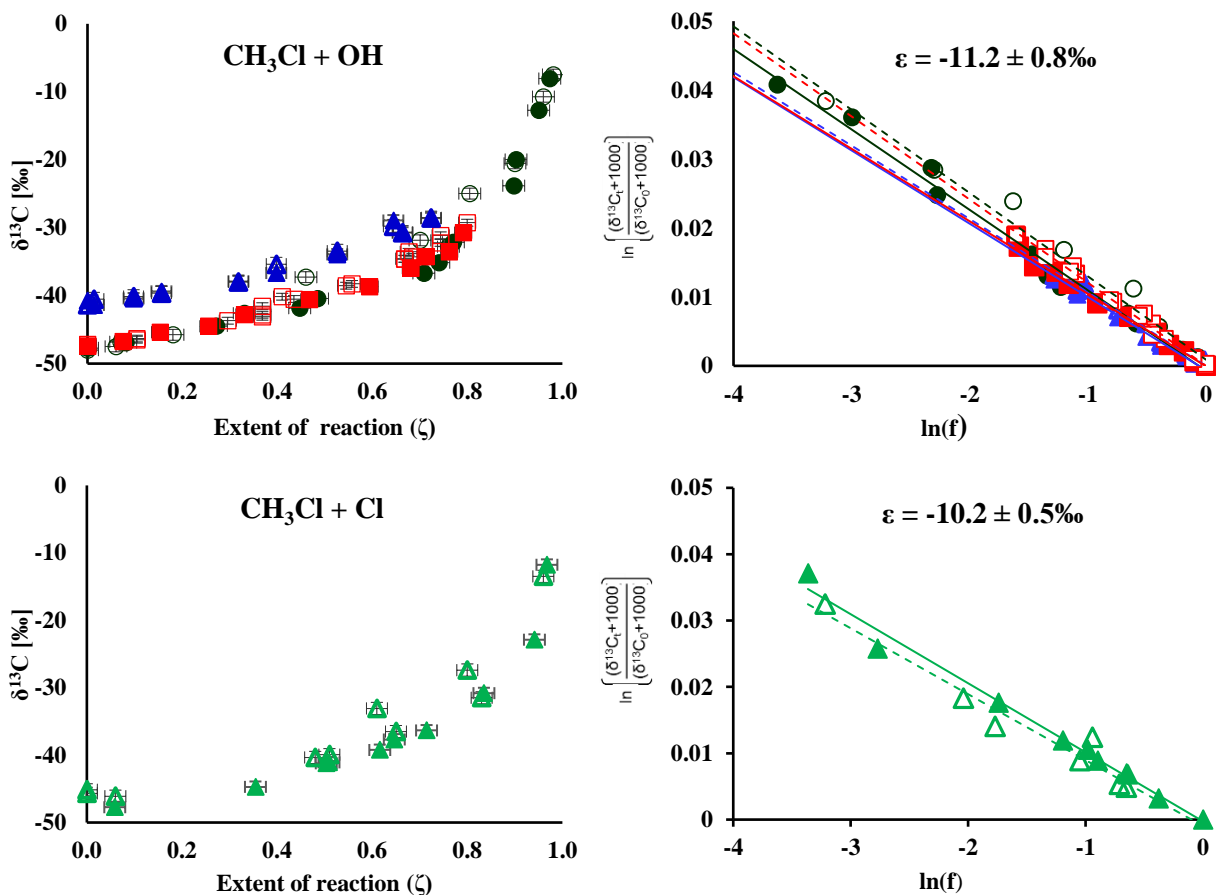 CH3Cl + OH
0
-10
-20
-30
-40
-50
δ¹³C [‰]
0.0 0.2 0.4 0.6 0.8 1.0
Extent of reaction (ζ)
ε = -11.2 ± 0.8‰
0.05
0.04
0.03
0.02
0.01
0
ln [(δ¹³Ct+1000) / (δ¹³C0+1000)]
-4 -3 -2 -1 0
ln(f)
CH3Cl + Cl
0
-10
-20
-30
-40
-50
δ¹³C [‰]
0.0 0.2 0.4 0.6 0.8 1.0
Extent of reaction (ζ)
ε = -10.2 ± 0.5‰
0.05
0.04
0.03
0.02
0.01
0
ln [(δ¹³Ct+1000) / (δ¹³C0+1000)]
-4 -3 -2 -1 0
ln(f)